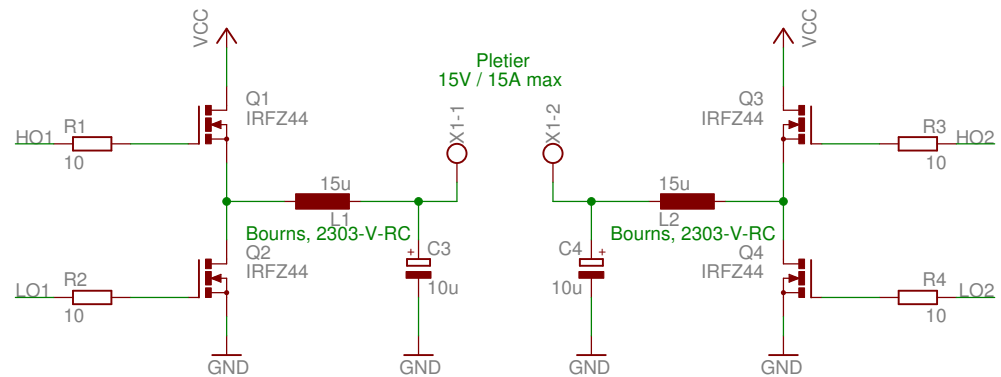 VCC
VCC
Pletier
15V / 15A max
Q1
IRFZ44
X1-1
X1-2
Q3
IRFZ44
HO1
R1
10
R3
10
HO2
15u
L1
15u
L2
Bourns, 2303-V-RC
Bourns, 2303-V-RC
Q2
IRFZ44
+
C3
10u
C4
+
10u
Q4
IRFZ44
LO1
R2
10
R4
10
LO2
GND
GND
GND
GND